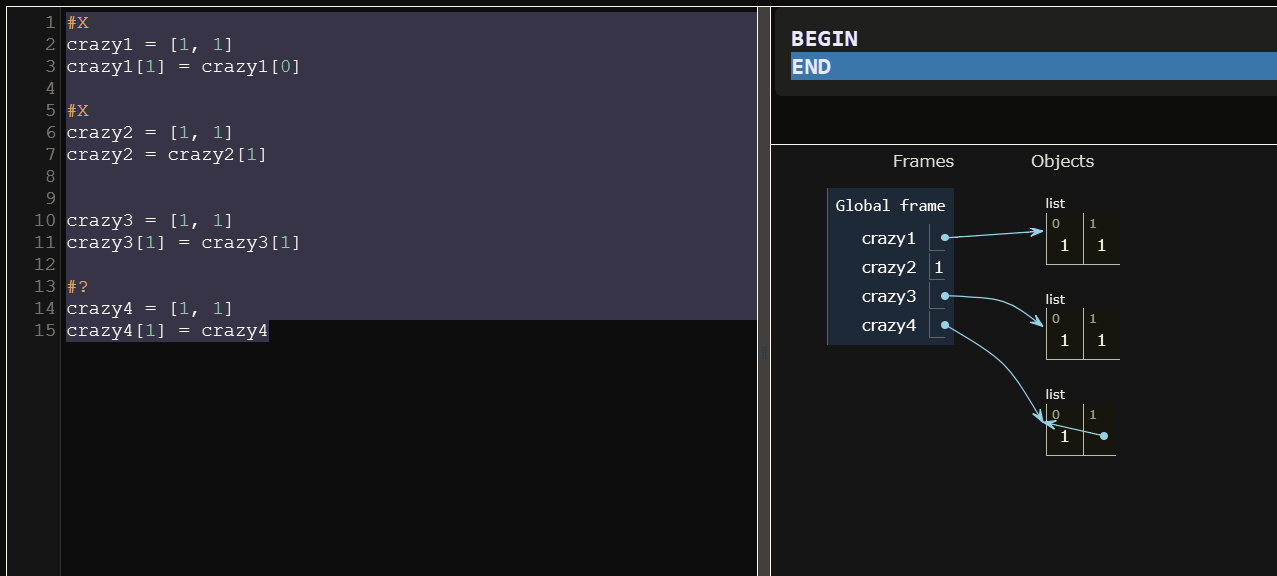 1 #X
2 crazy1 = [1, 1]
3 crazy1[1] = crazy1[0]
4
5 #X
6 crazy2 = [1, 1]
7 crazy2 = crazy2[1]
8
9
10 crazy3 = [1, 1]
11 crazy3[1] = crazy3[1]
12
13 #?
14 crazy4 = [1, 1]
15 crazy4[1] = crazy4
BEGIN
END
Frames Objects
Global frame
crazy1
crazy2 1
crazy3
crazy4
list
0 1
1 1
list
0 1
1 1
list
0 1
1